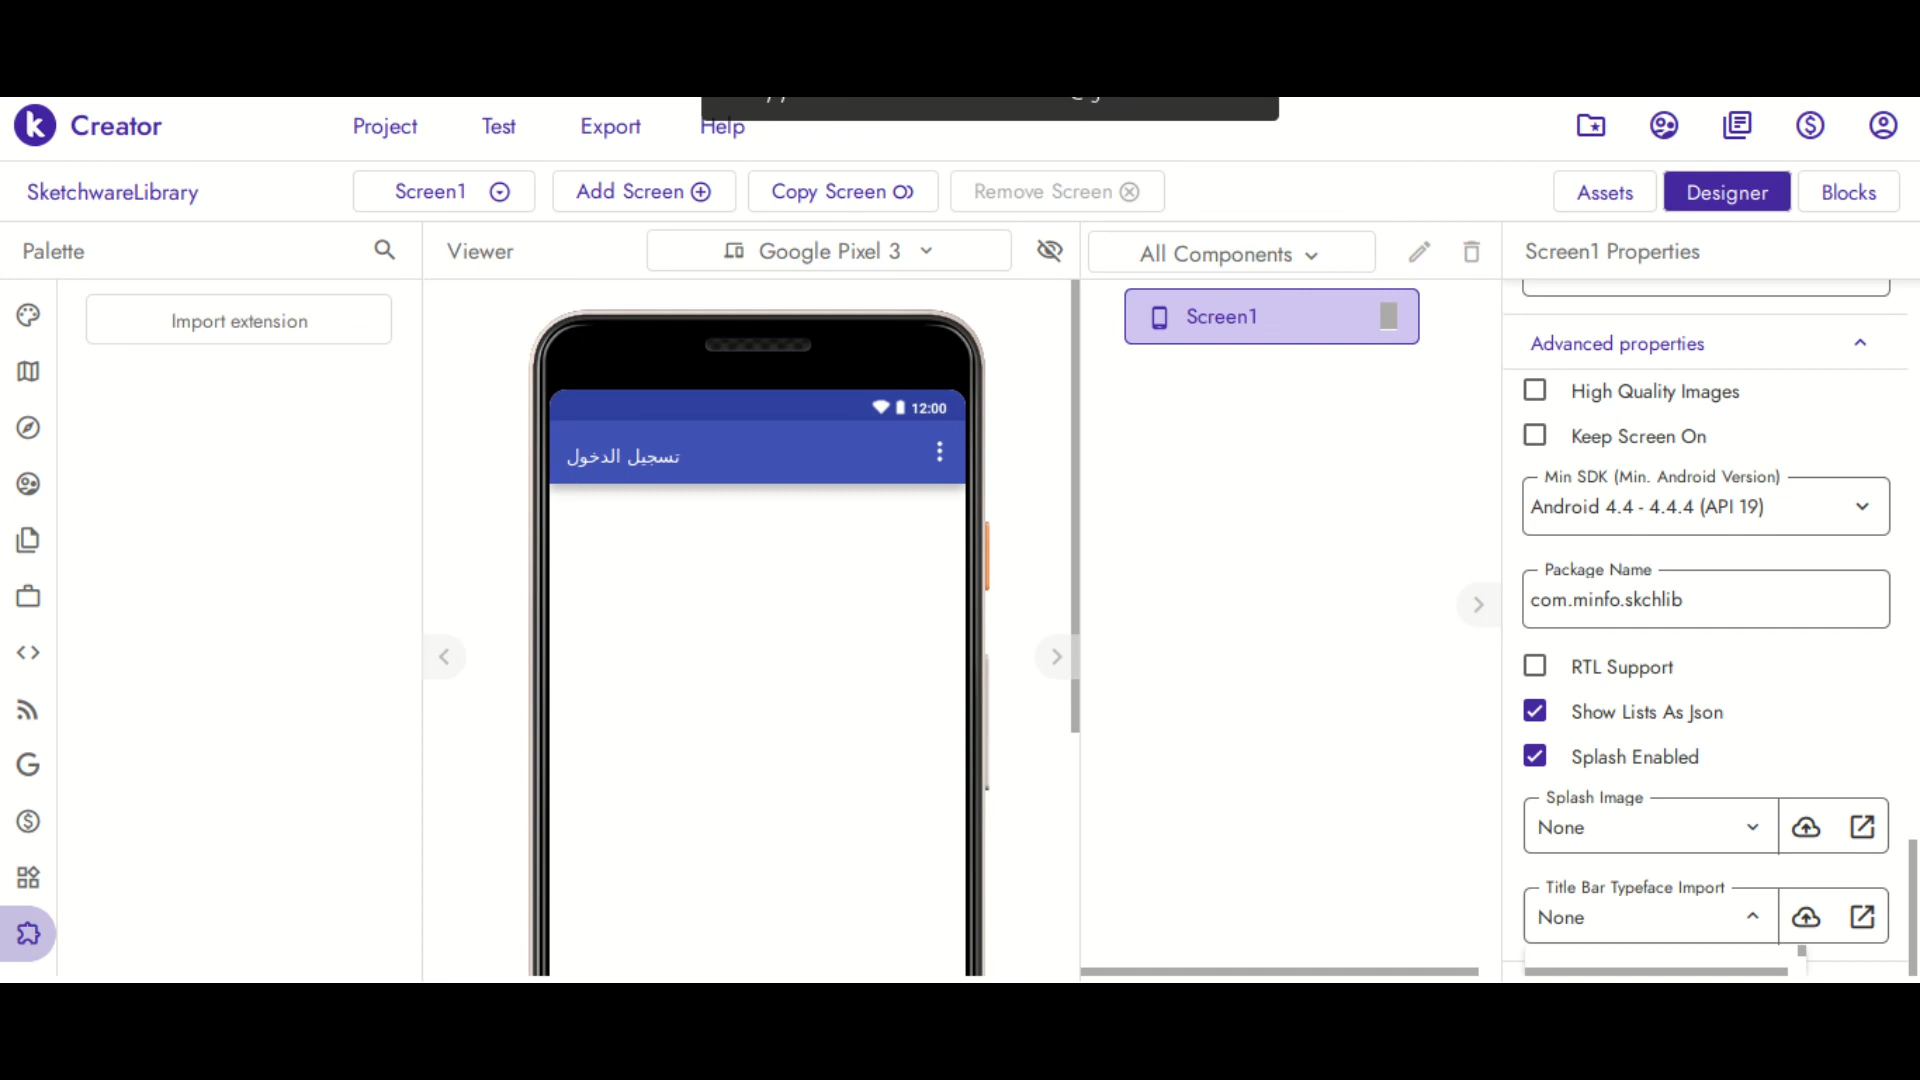 Creator
Project
Test
Export
Help
SketchwareLibrary
Screen1
Add Screen
Copy Screen
Remove Screen
Assets
Designer
Blocks
Palette
Viewer
Google Pixel 3
All Components
Screen1 Properties
Import extension
12:00
تسجيل الدخول
Screen1
Advanced properties
High Quality Images
Keep Screen On
Min SDK (Min. Android Version)
Android 4.4 - 4.4.4 (API 19)
Package Name
com.minfo.skchlib
RTL Support
Show Lists As Json
Splash Enabled
Splash Image
None
Title Bar Typeface Import
None